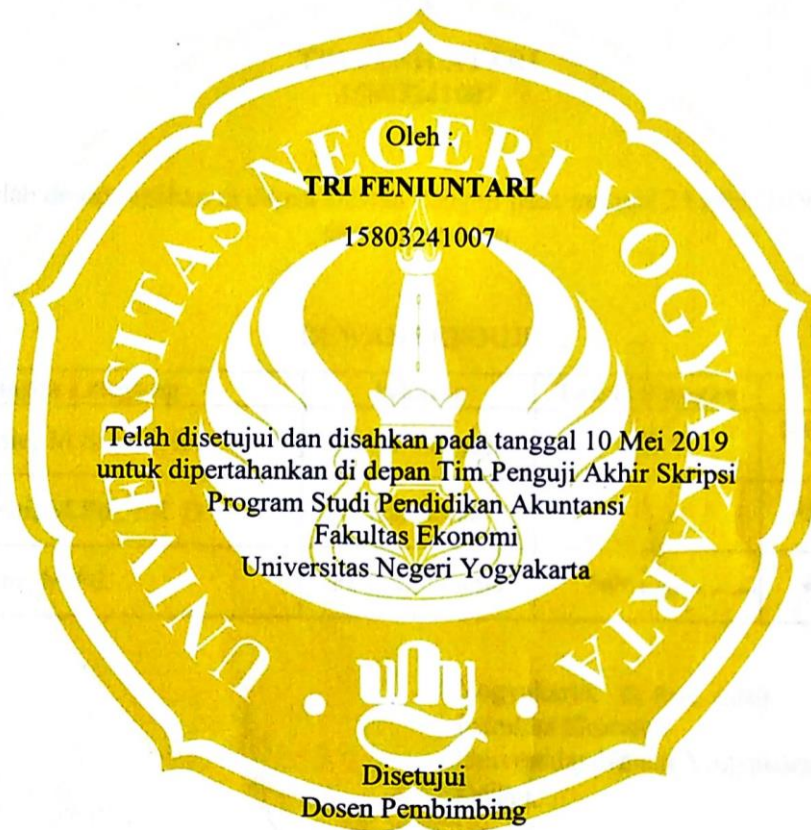 Oleh :
TRI FENIUNTARI
15803241007
UNIVERSITAS NEGERI YOGYAKARTA
Telah disetujui dan disahkan pada tanggal 10 Mei 2019
untuk dipertahankan di depan Tim Penguji Akhir Skripsi
Program Studi Pendidikan Akuntansi
Fakultas Ekonomi
Universitas Negeri Yogyakarta
uny
Disetujui
Dosen Pembimbing